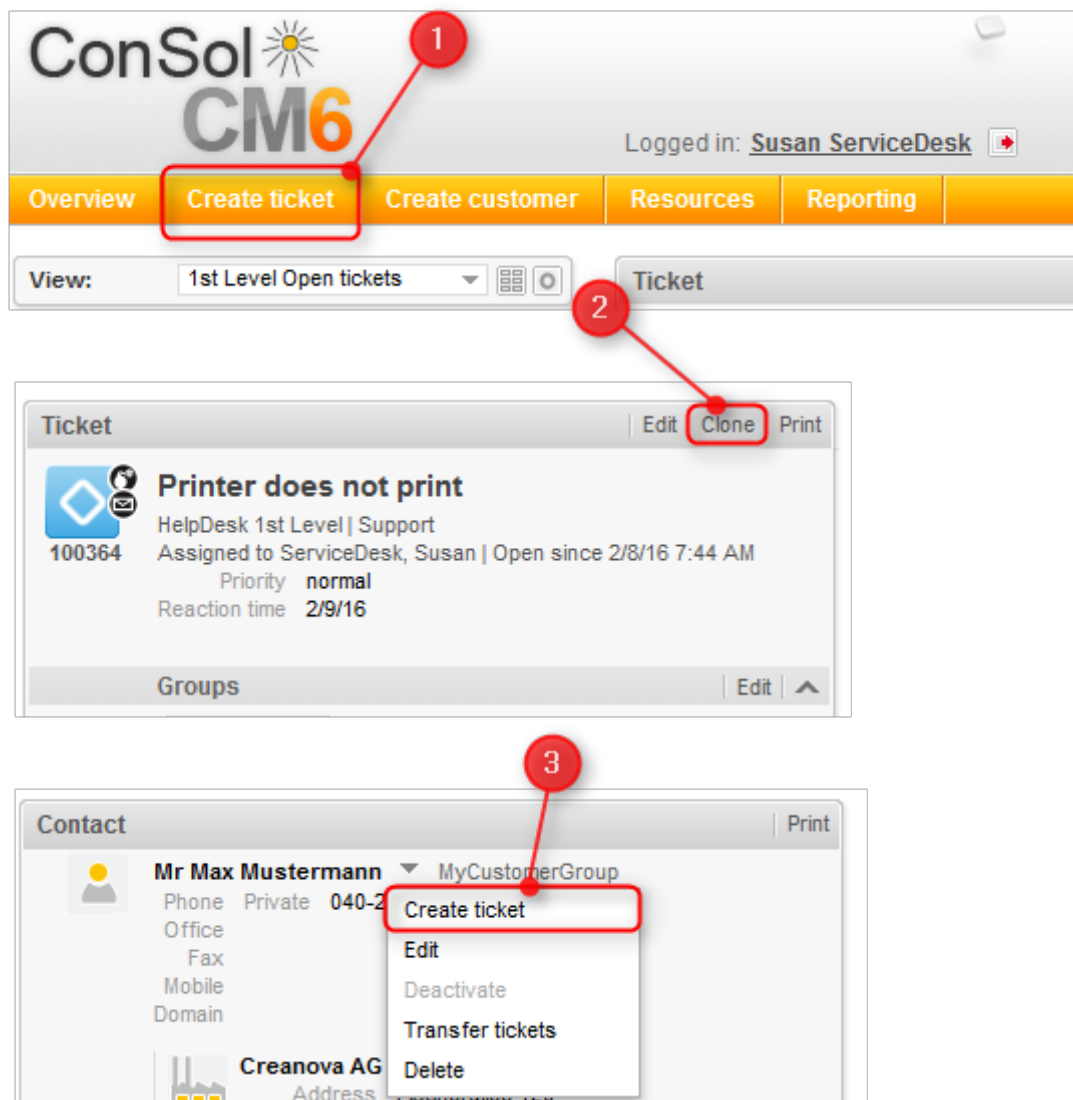 ConSol
CM6
1
Logged in: Susan ServiceDesk
Overview Create ticket Create customer Resources Reporting
View: 1st Level Open tickets Ticket
2
Ticket Edit Clone Print
Printer does not print
HelpDesk 1st Level | Support
100364 Assigned to ServiceDesk, Susan | Open since 2/8/16 7:44 AM
Priority normal
Reaction time 2/9/16
Groups Edit
3
Contact Print
Mr Max Mustermann MyCustomerGroup
Phone Private 040-2
Create ticket
Office
Edit
Fax
Mobile
Deactivate
Domain
Transfer tickets
Creanova AG
Delete
Address